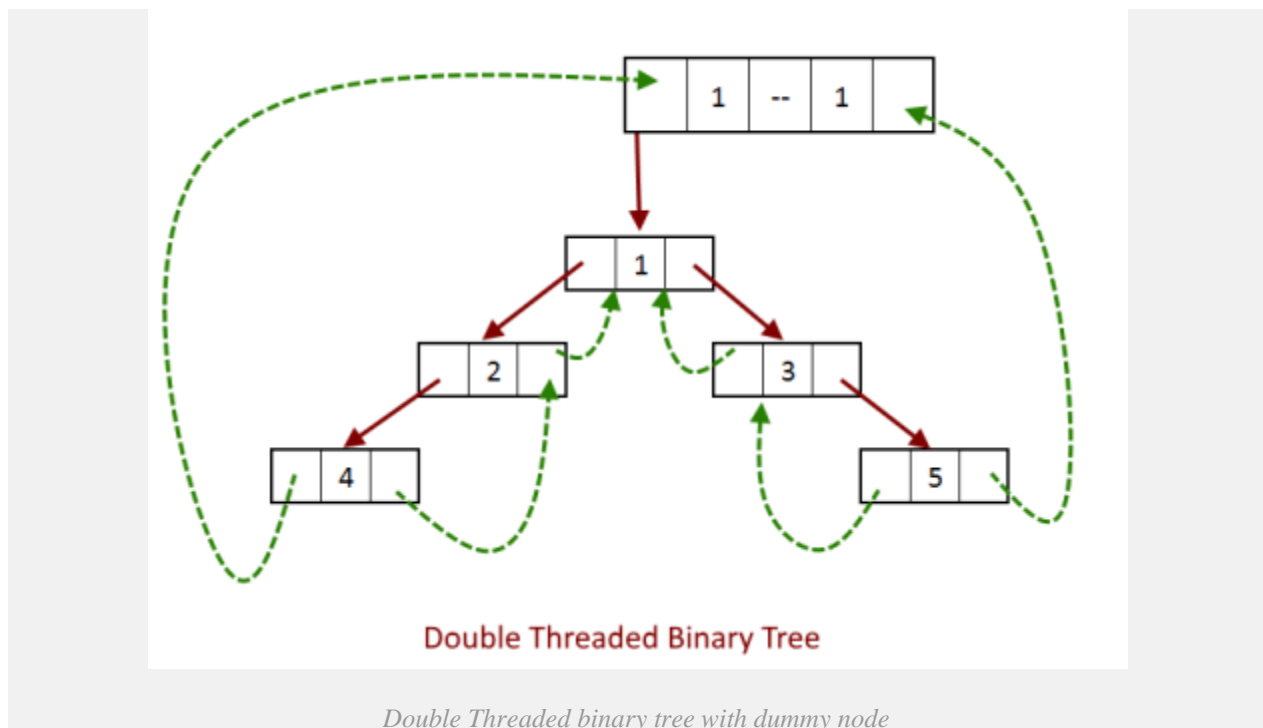 1 -- 1
1
2 3
4 5
Double Threaded Binary Tree
Double Threaded binary tree with dummy node